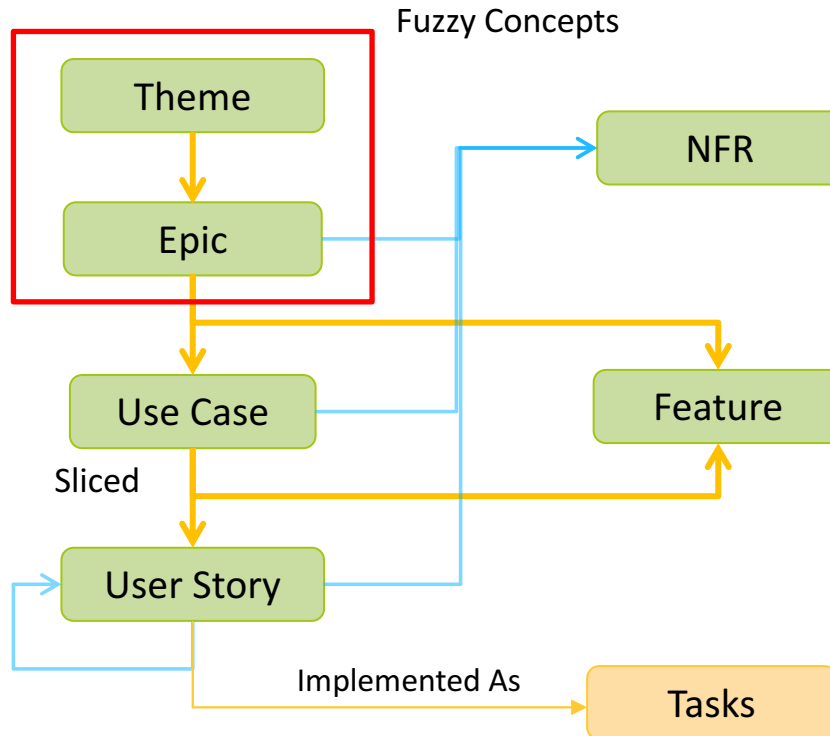 Fuzzy Concepts
Theme
NFR
Epic
Use Case
Feature
Sliced
User Story
Implemented As
Tasks